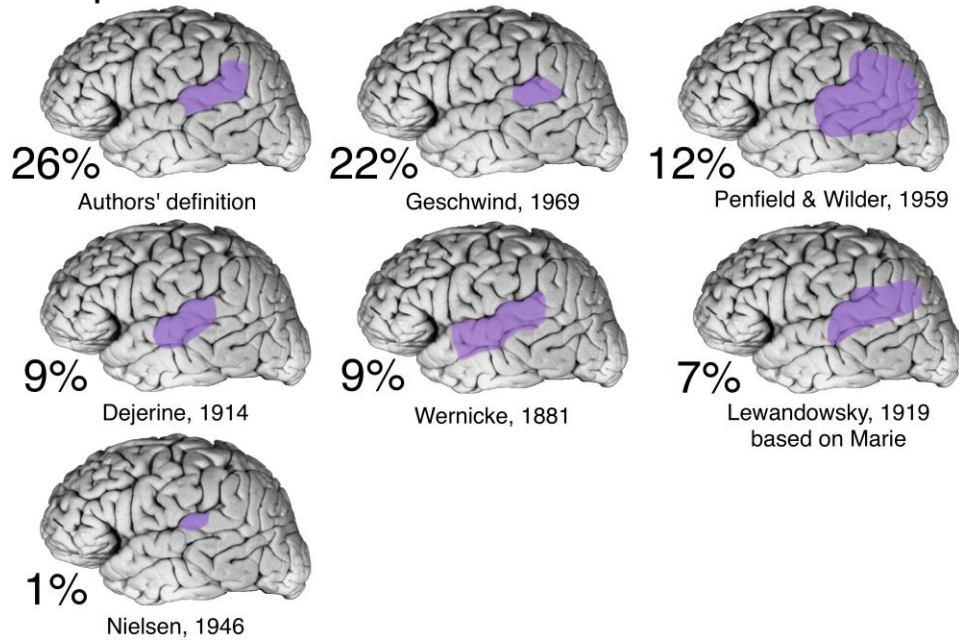 26%
Authors' definition
22%
Geschwind, 1969
12%
Penfield & Wilder, 1959
9%
Dejerine, 1914
9%
Wernicke, 1881
7%
Lewandowsky, 1919
based on Marie
1%
Nielsen, 1946